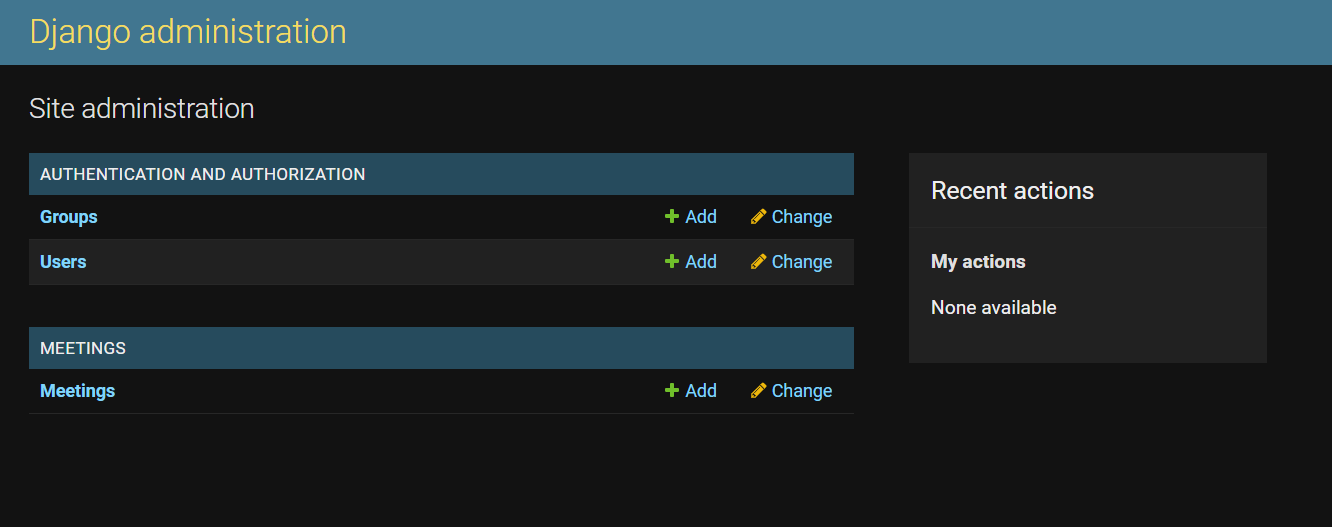 Django administration
Site administration
AUTHENTICATION AND AUTHORIZATION
Groups Add Change
Users Add Change
MEETINGS
Meetings Add Change
Recent actions
My actions
None available